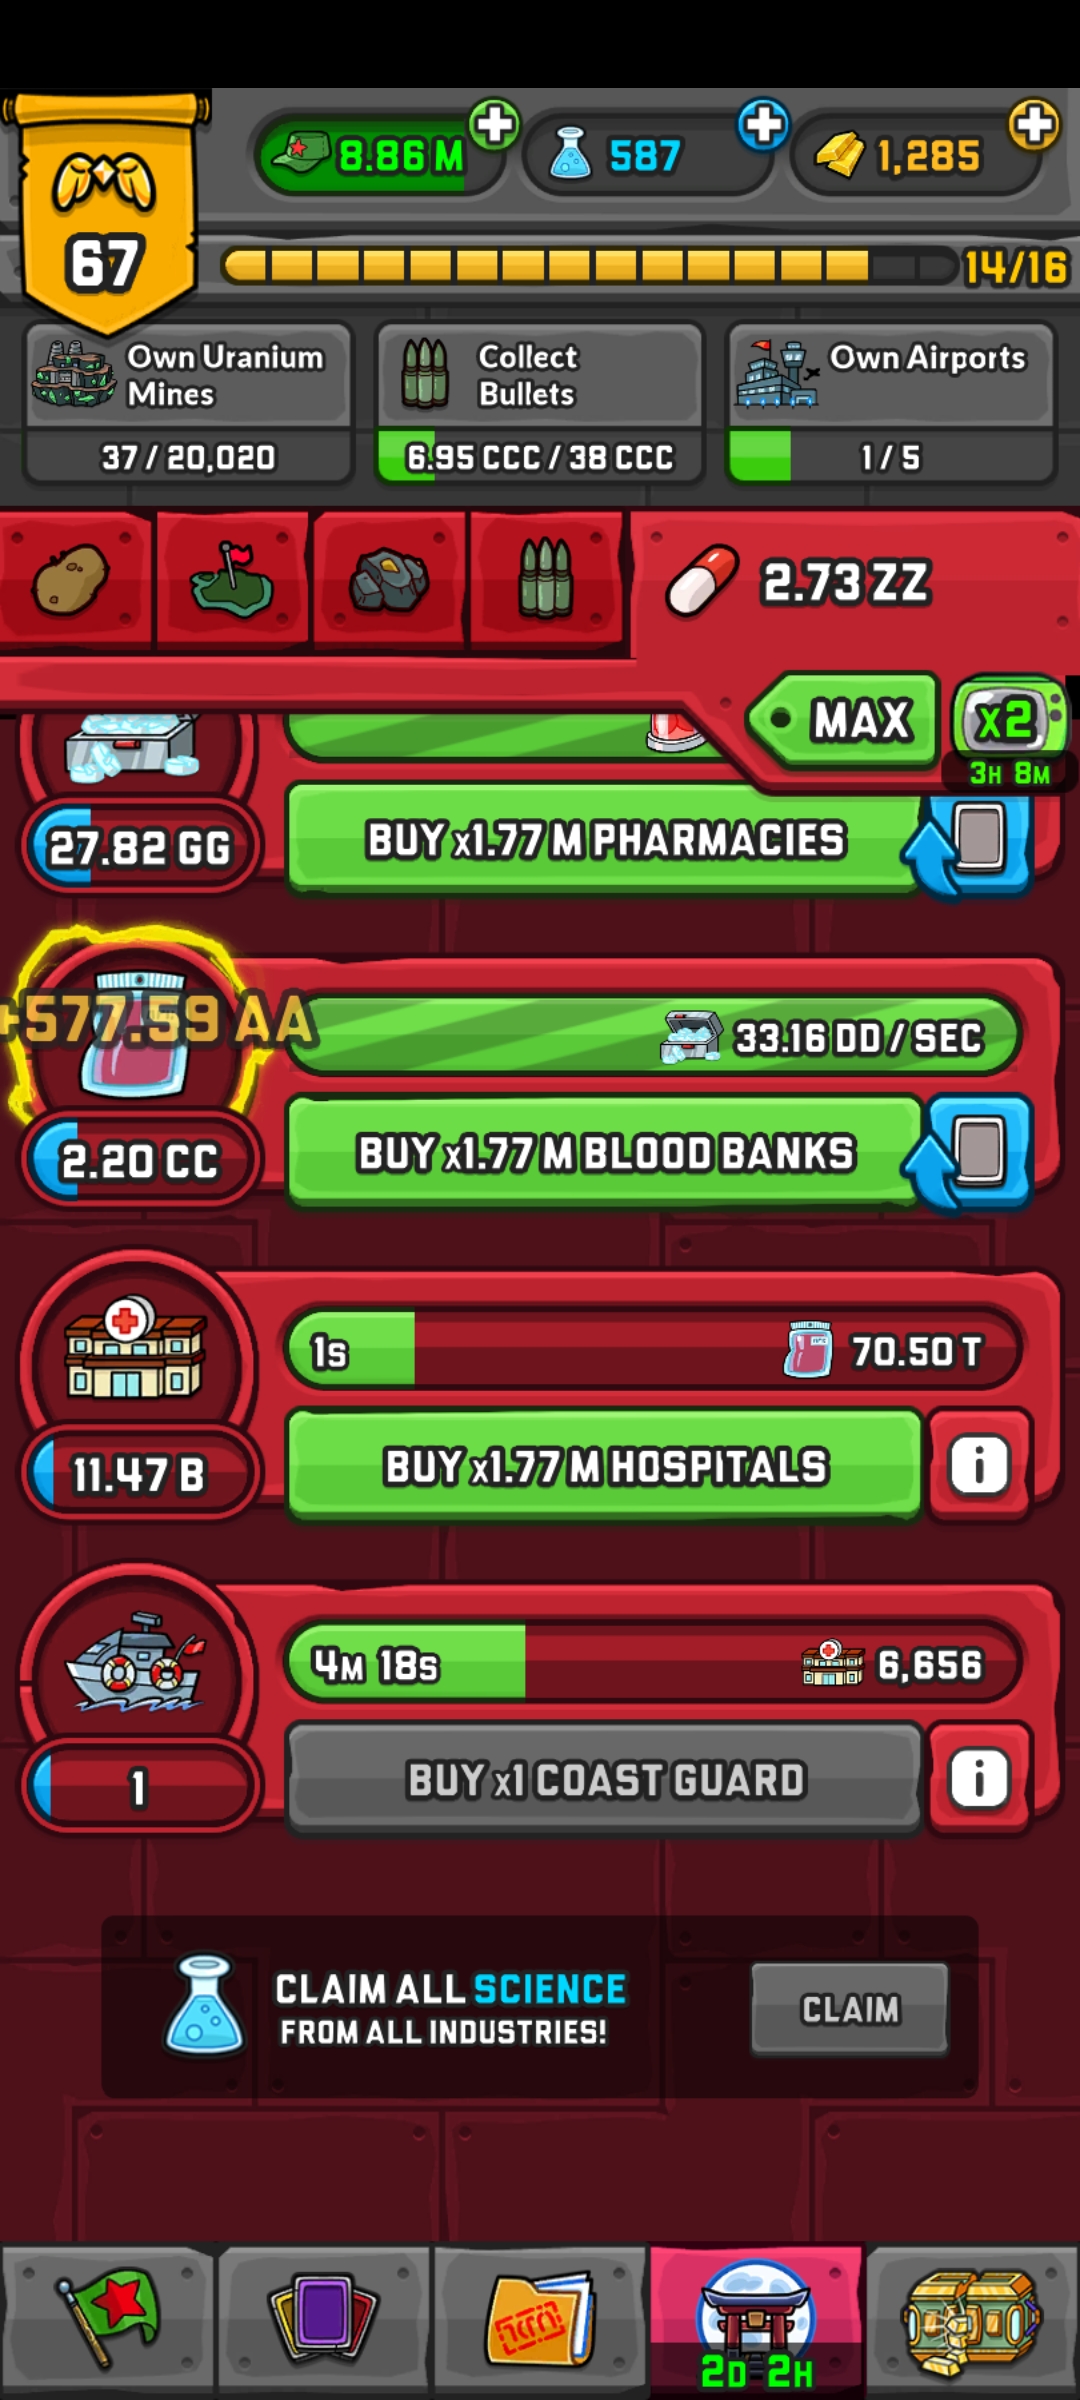 8.86 M
587
1,285
67
14/16
Own Uranium
Mines
37 / 20,020
Collect
Bullets
6.95 CCC / 38 CCC
Own Airports
1 / 5
2.73 ZZ
MAX
x2
3H 8M
27.82 GG
BUY x1.77 M PHARMACIES
+577.59 AA
33.16 DD / SEC
2.20 CC
BUY x1.77 M BLOOD BANKS
1s
70.50 T
11.47 B
BUY x1.77 M HOSPITALS
i
4M 18s
6,656
1
BUY x1 COAST GUARD
i
CLAIM ALL SCIENCE
FROM ALL INDUSTRIES!
CLAIM
2D 2H